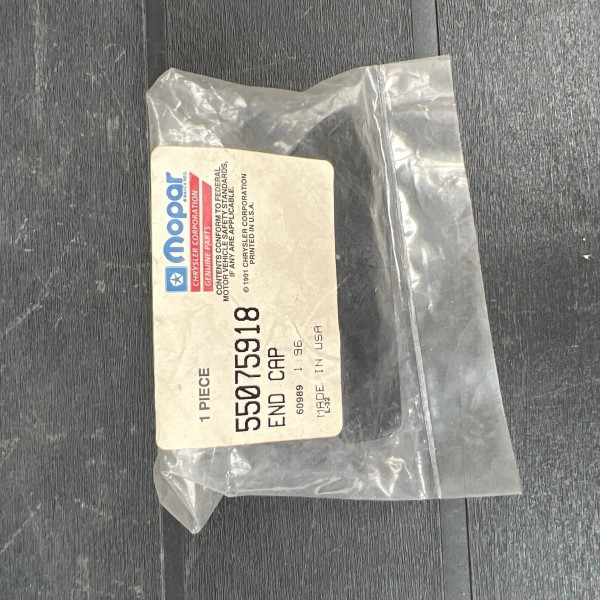 Mopar
CHRYSLER CORPORATION
GENUINE PARTS
CONTENTS CONFORM TO FEDERAL
MOTOR VEHICLE SAFETY STANDARDS,
IF ANY ARE APPLICABLE.
© 1991 CHRYSLER CORPORATION
PRINTED IN U.S.A.
1 PIECE
55075918
END CAP
60989 1 96
MADE IN USA
L-32